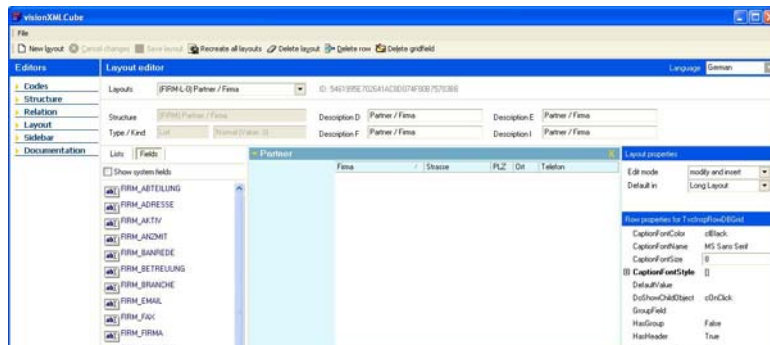 visionXML.Cube
File
New layout Cancel changes Save layout Recreate all layouts Delete layout Delete row Delete gridfield
Editors Layout editor Language German
Codes
Structure
Relation
Layout
Sidebar
Documentation
Layouts (FIRM-L-0) Partner / Firma
Structure (FIRM) Partner / Firma Description D Partner / Firma Description E Partner / Firma
Type / Kind List Normal (Value: 0) Description F Partner / Firma Description I Partner / Firma
Lists Fields
Show system fields
FIRM_ABTEILUNG
FIRM_ADRESSE
FIRM_AKTIV
FIRM_ANZMIT
FIRM_BANREDE
FIRM_BETREUUNG
FIRM_BRANCHE
FIRM_EMAIL
FIRM_FAX
FIRM_FIRMA
Partner
Firma / Strasse PLZ Ort Telefon
Layout properties
Edit mode modify and insert
Default in Long Layout
Row properties for TvcInspRowDBGrid
CaptionFontColor clBlack
CaptionFontName MS Sans Serif
CaptionFontSize 8
CaptionFontStyle []
DefaultValue
DoShowChildObject cOnClick
GroupField
HasGroup False
HasHeader True